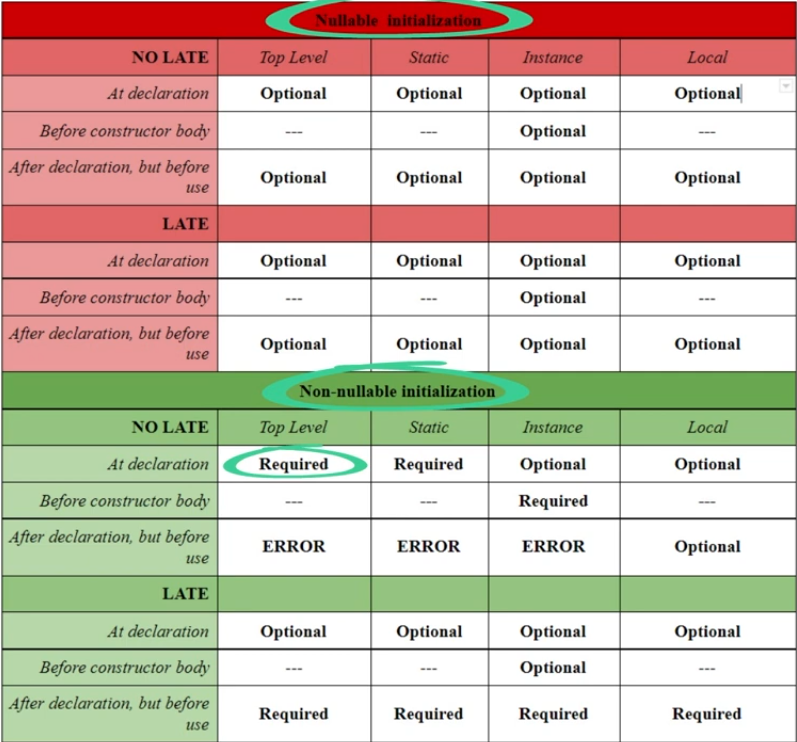 Nullable initialization
NO LATE Top Level Static Instance Local
At declaration Optional Optional Optional Optional
Before constructor body --- --- Optional ---
After declaration, but before
use Optional Optional Optional Optional
LATE
At declaration Optional Optional Optional Optional
Before constructor body --- --- Optional ---
After declaration, but before
use Optional Optional Optional Optional
Non-nullable initialization
NO LATE Top Level Static Instance Local
At declaration Required Required Optional Optional
Before constructor body --- --- Required ---
After declaration, but before
use ERROR ERROR ERROR Optional
LATE
At declaration Optional Optional Optional Optional
Before constructor body --- --- Optional ---
After declaration, but before
use Required Required Required Required